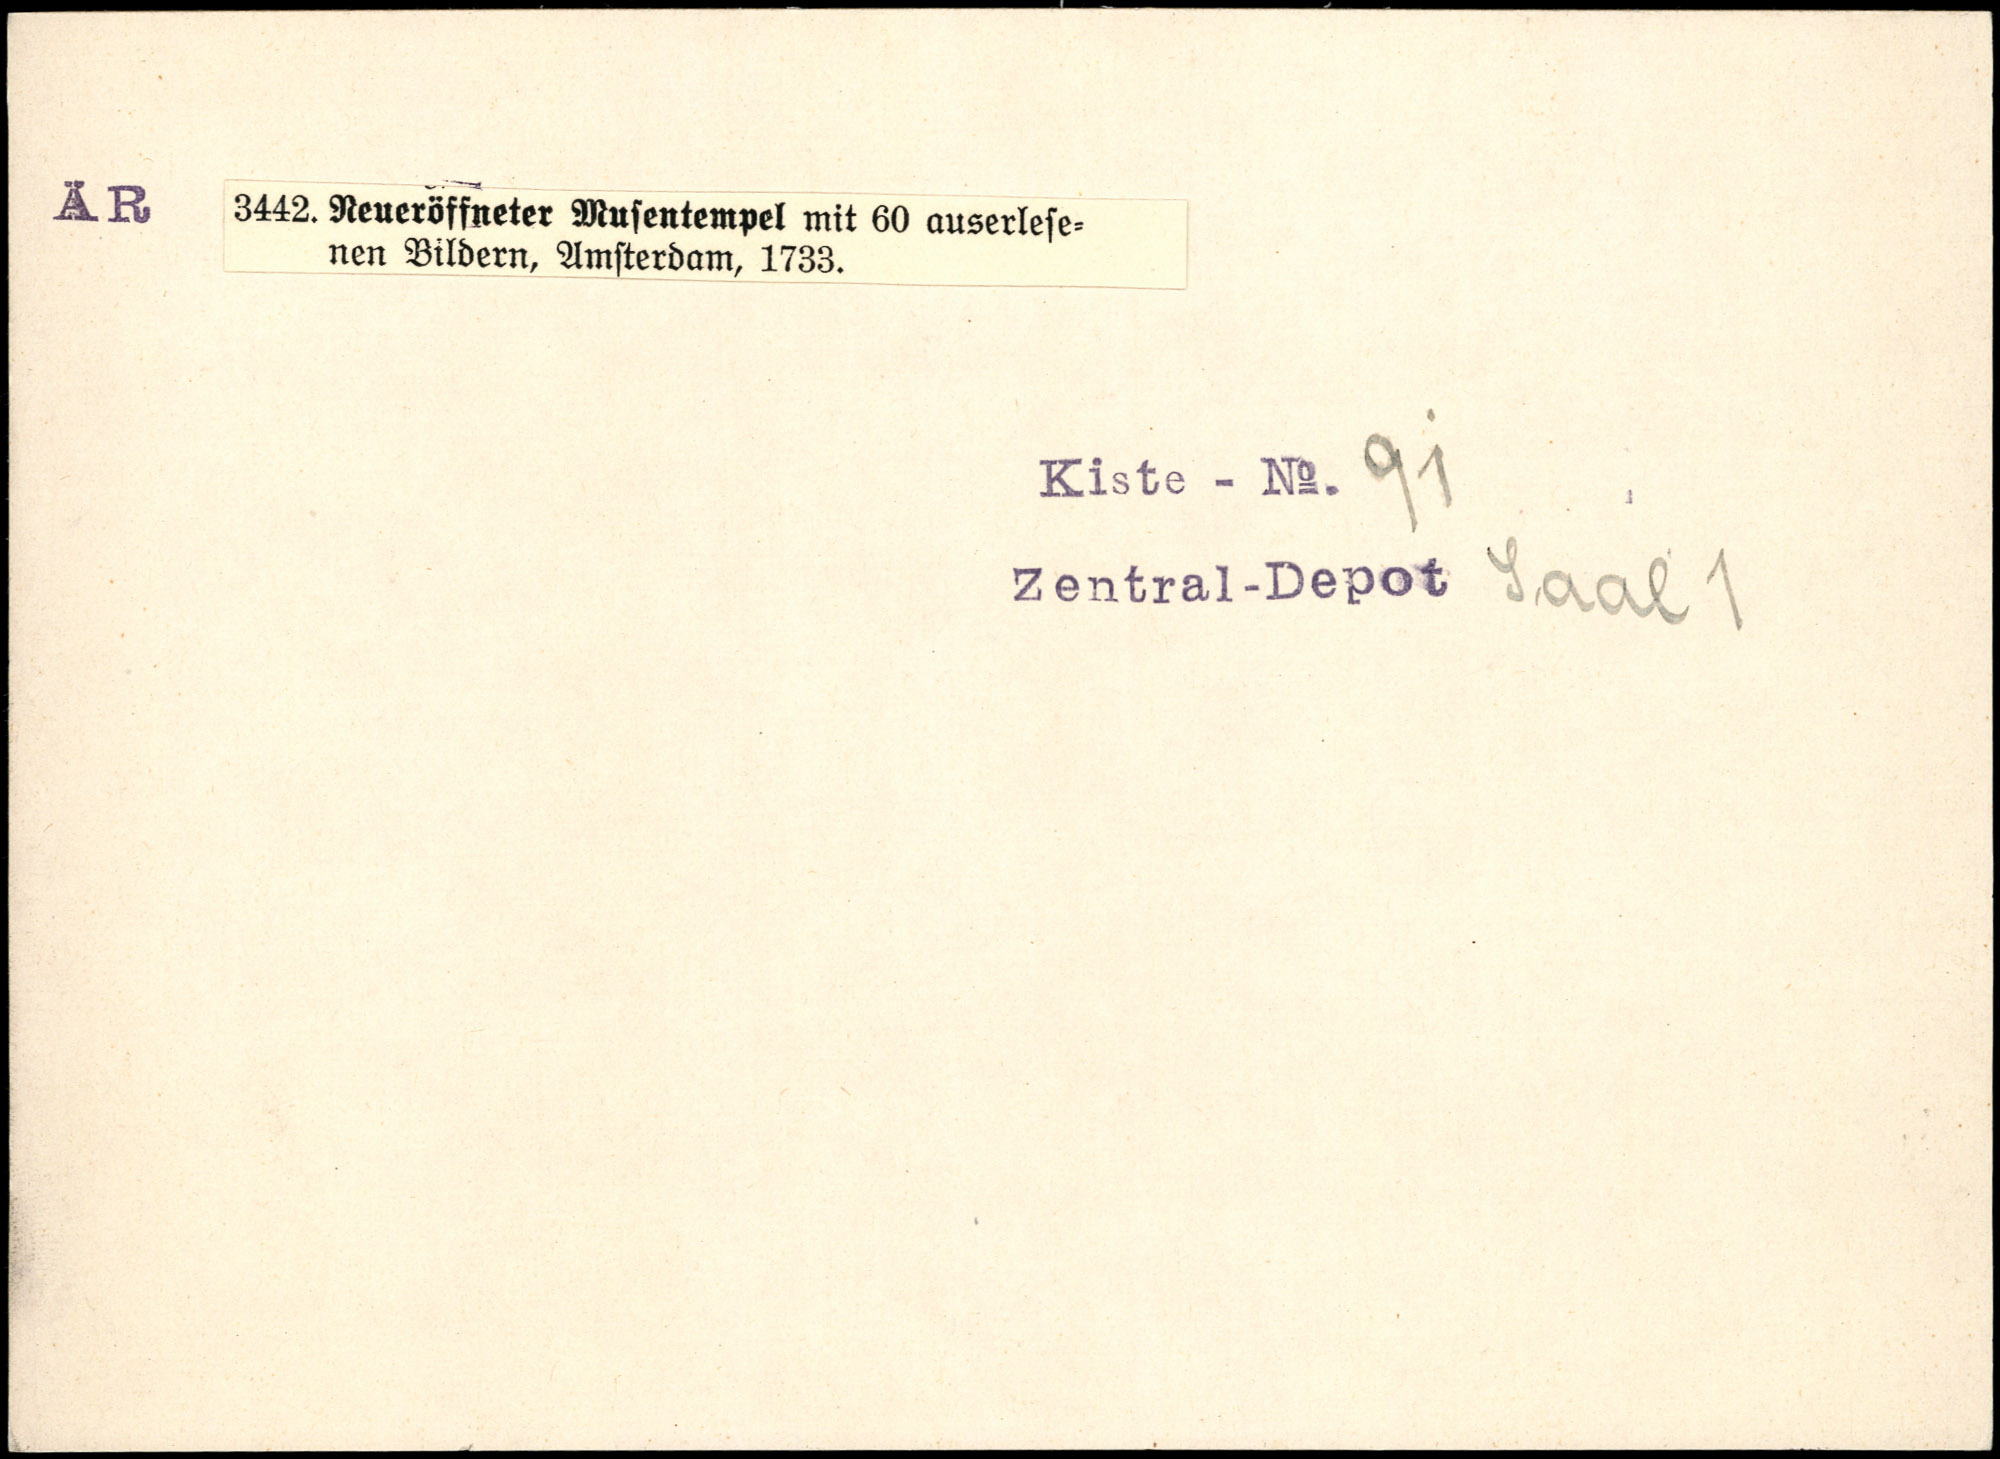 ÄR
3442. Neueröffneter Musentempel mit 60 auserlese-
nen Bildern, Amsterdam, 1733.
Kiste - №. 91
Zentral-Depot Saal 1